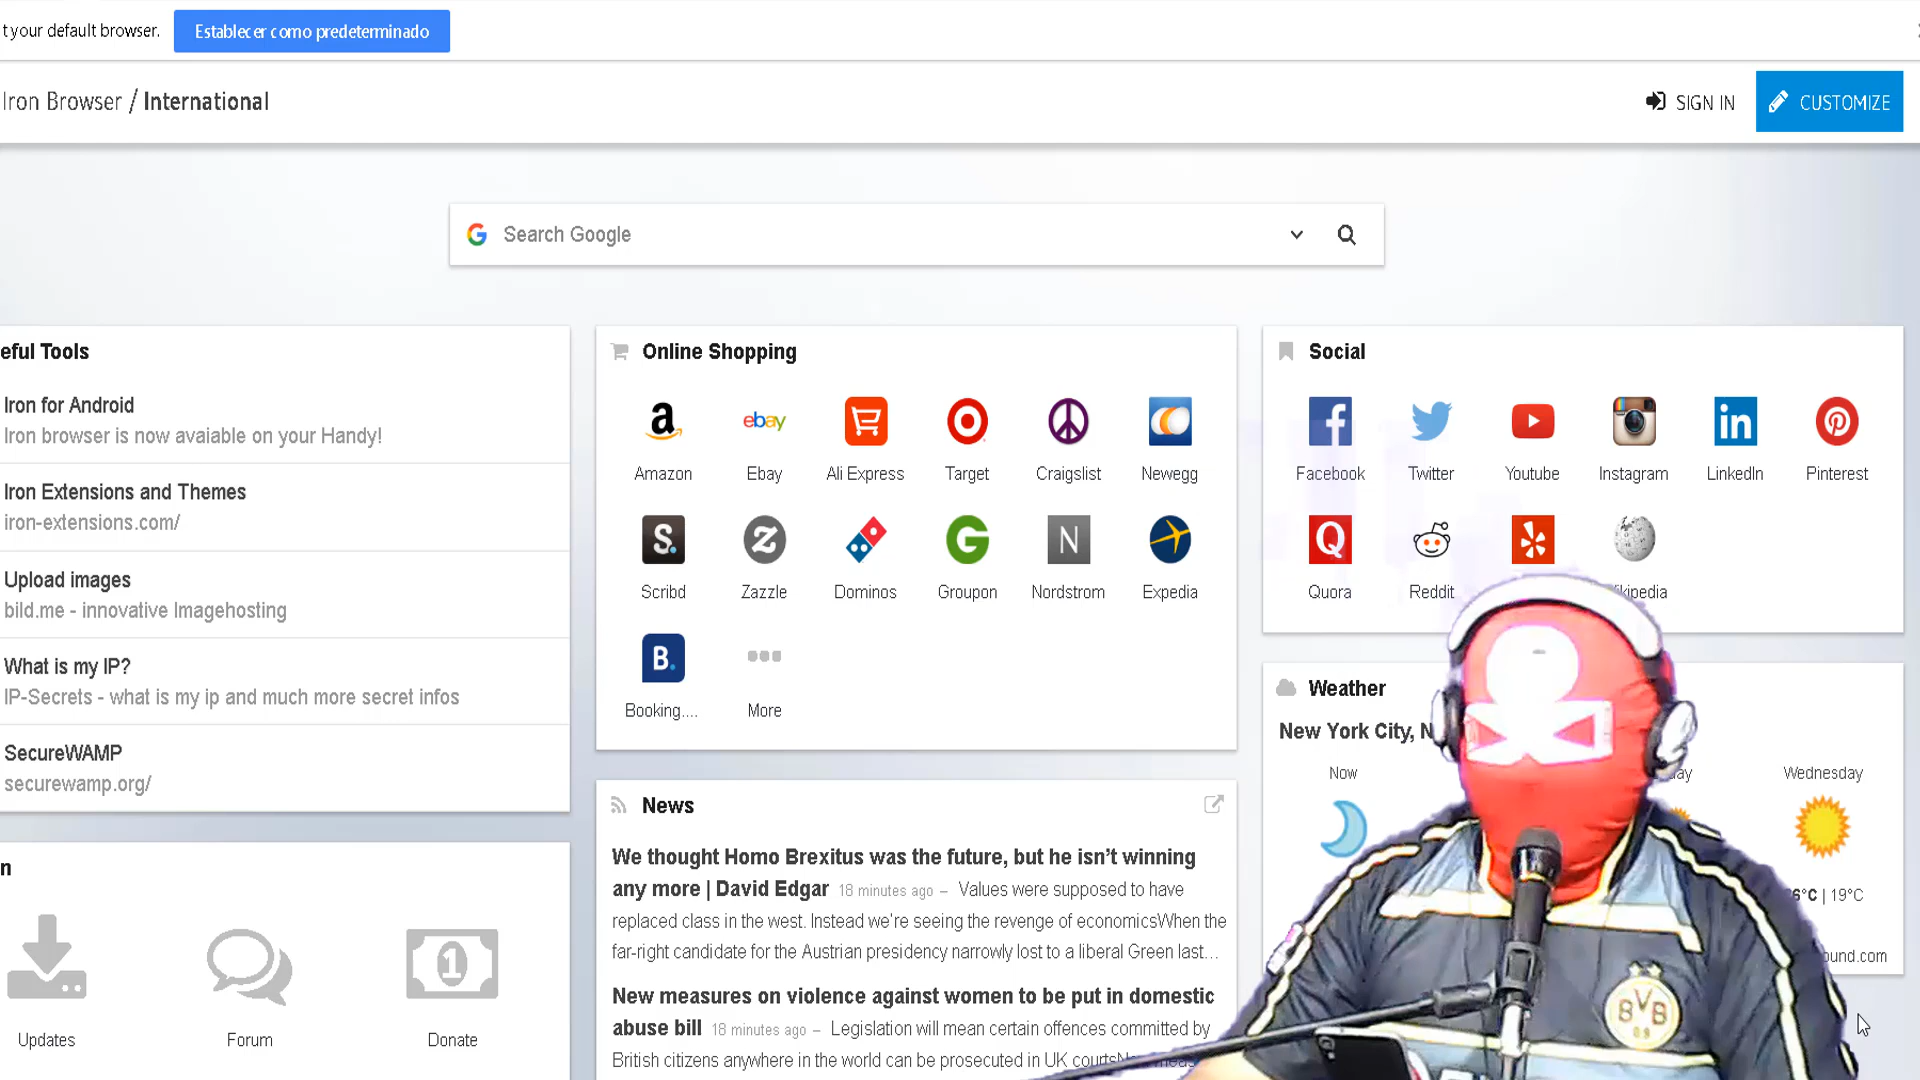 t your default browser.
Establecer como predeterminado
Iron Browser / International
SIGN IN
CUSTOMIZE
Search Google
eful Tools
Iron for Android
Iron browser is now avaiable on your Handy!
Iron Extensions and Themes
iron-extensions.com/
Upload images
bild.me - innovative Imagehosting
What is my IP?
IP-Secrets - what is my ip and much more secret infos
SecureWAMP
securewamp.org/
n
Updates
Forum
Donate
Online Shopping
Amazon
ebay
Ebay
Ali Express
Target
Craigslist
Newegg
Scribd
Zazzle
Dominos
Groupon
Nordstrom
Expedia
Booking....
More
News
We thought Homo Brexitus was the future, but he isn't winning
any more | David Edgar 18 minutes ago – Values were supposed to have
replaced class in the west. Instead we're seeing the revenge of economicsWhen the
far-right candidate for the Austrian presidency narrowly lost to a liberal Green last...
New measures on violence against women to be put in domestic
abuse bill 18 minutes ago – Legislation will mean certain offences committed by
British citizens anywhere in the world can be prosecuted in UK courts
Social
Facebook
Twitter
Youtube
Instagram
LinkedIn
Pinterest
Quora
Reddit
ikipedia
Weather
New York City, N
Now
day
Wednesday
6°C | 19°C
ound.com
BVB
09